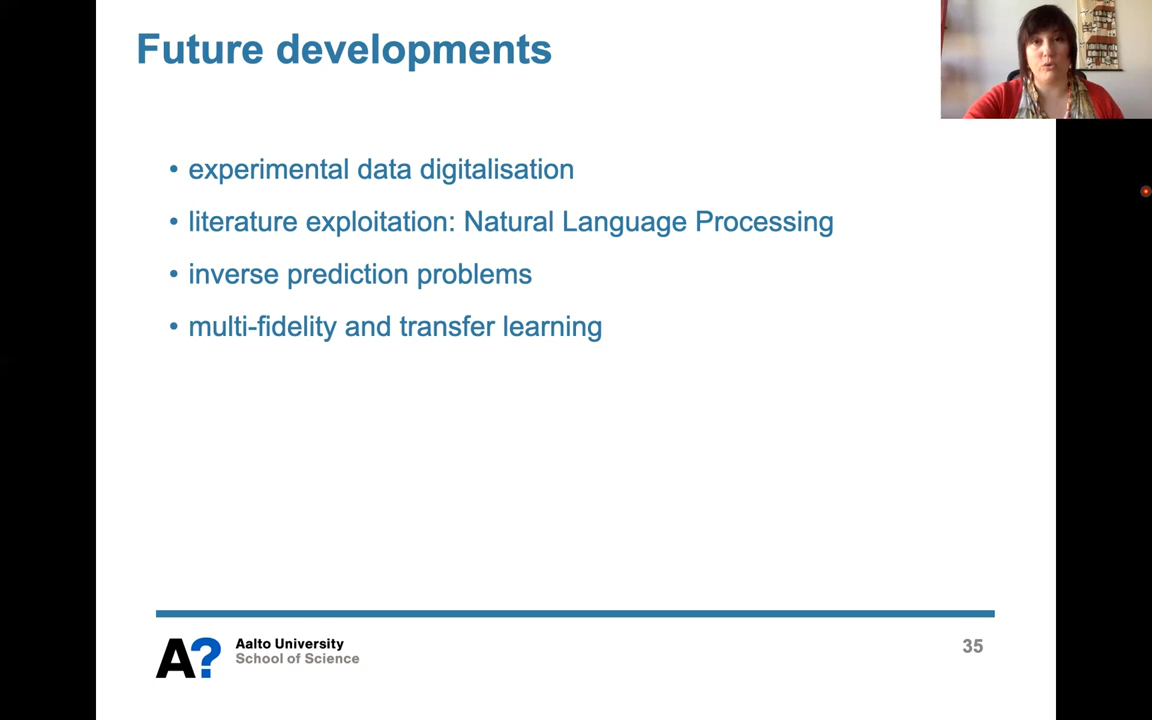 Future developments
• experimental data digitalisation
• literature exploitation: Natural Language Processing
• inverse prediction problems
• multi-fidelity and transfer learning
A?
Aalto University
School of Science
35